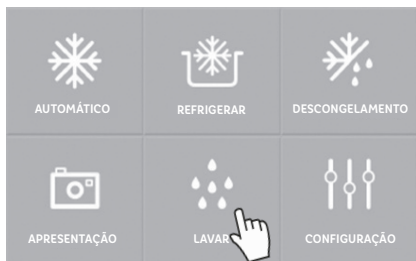 AUTOMÁTICO
REFRIGERAR
DESCONGELAMENTO
APRESENTAÇÃO
LAVAR
CONFIGURAÇÃO